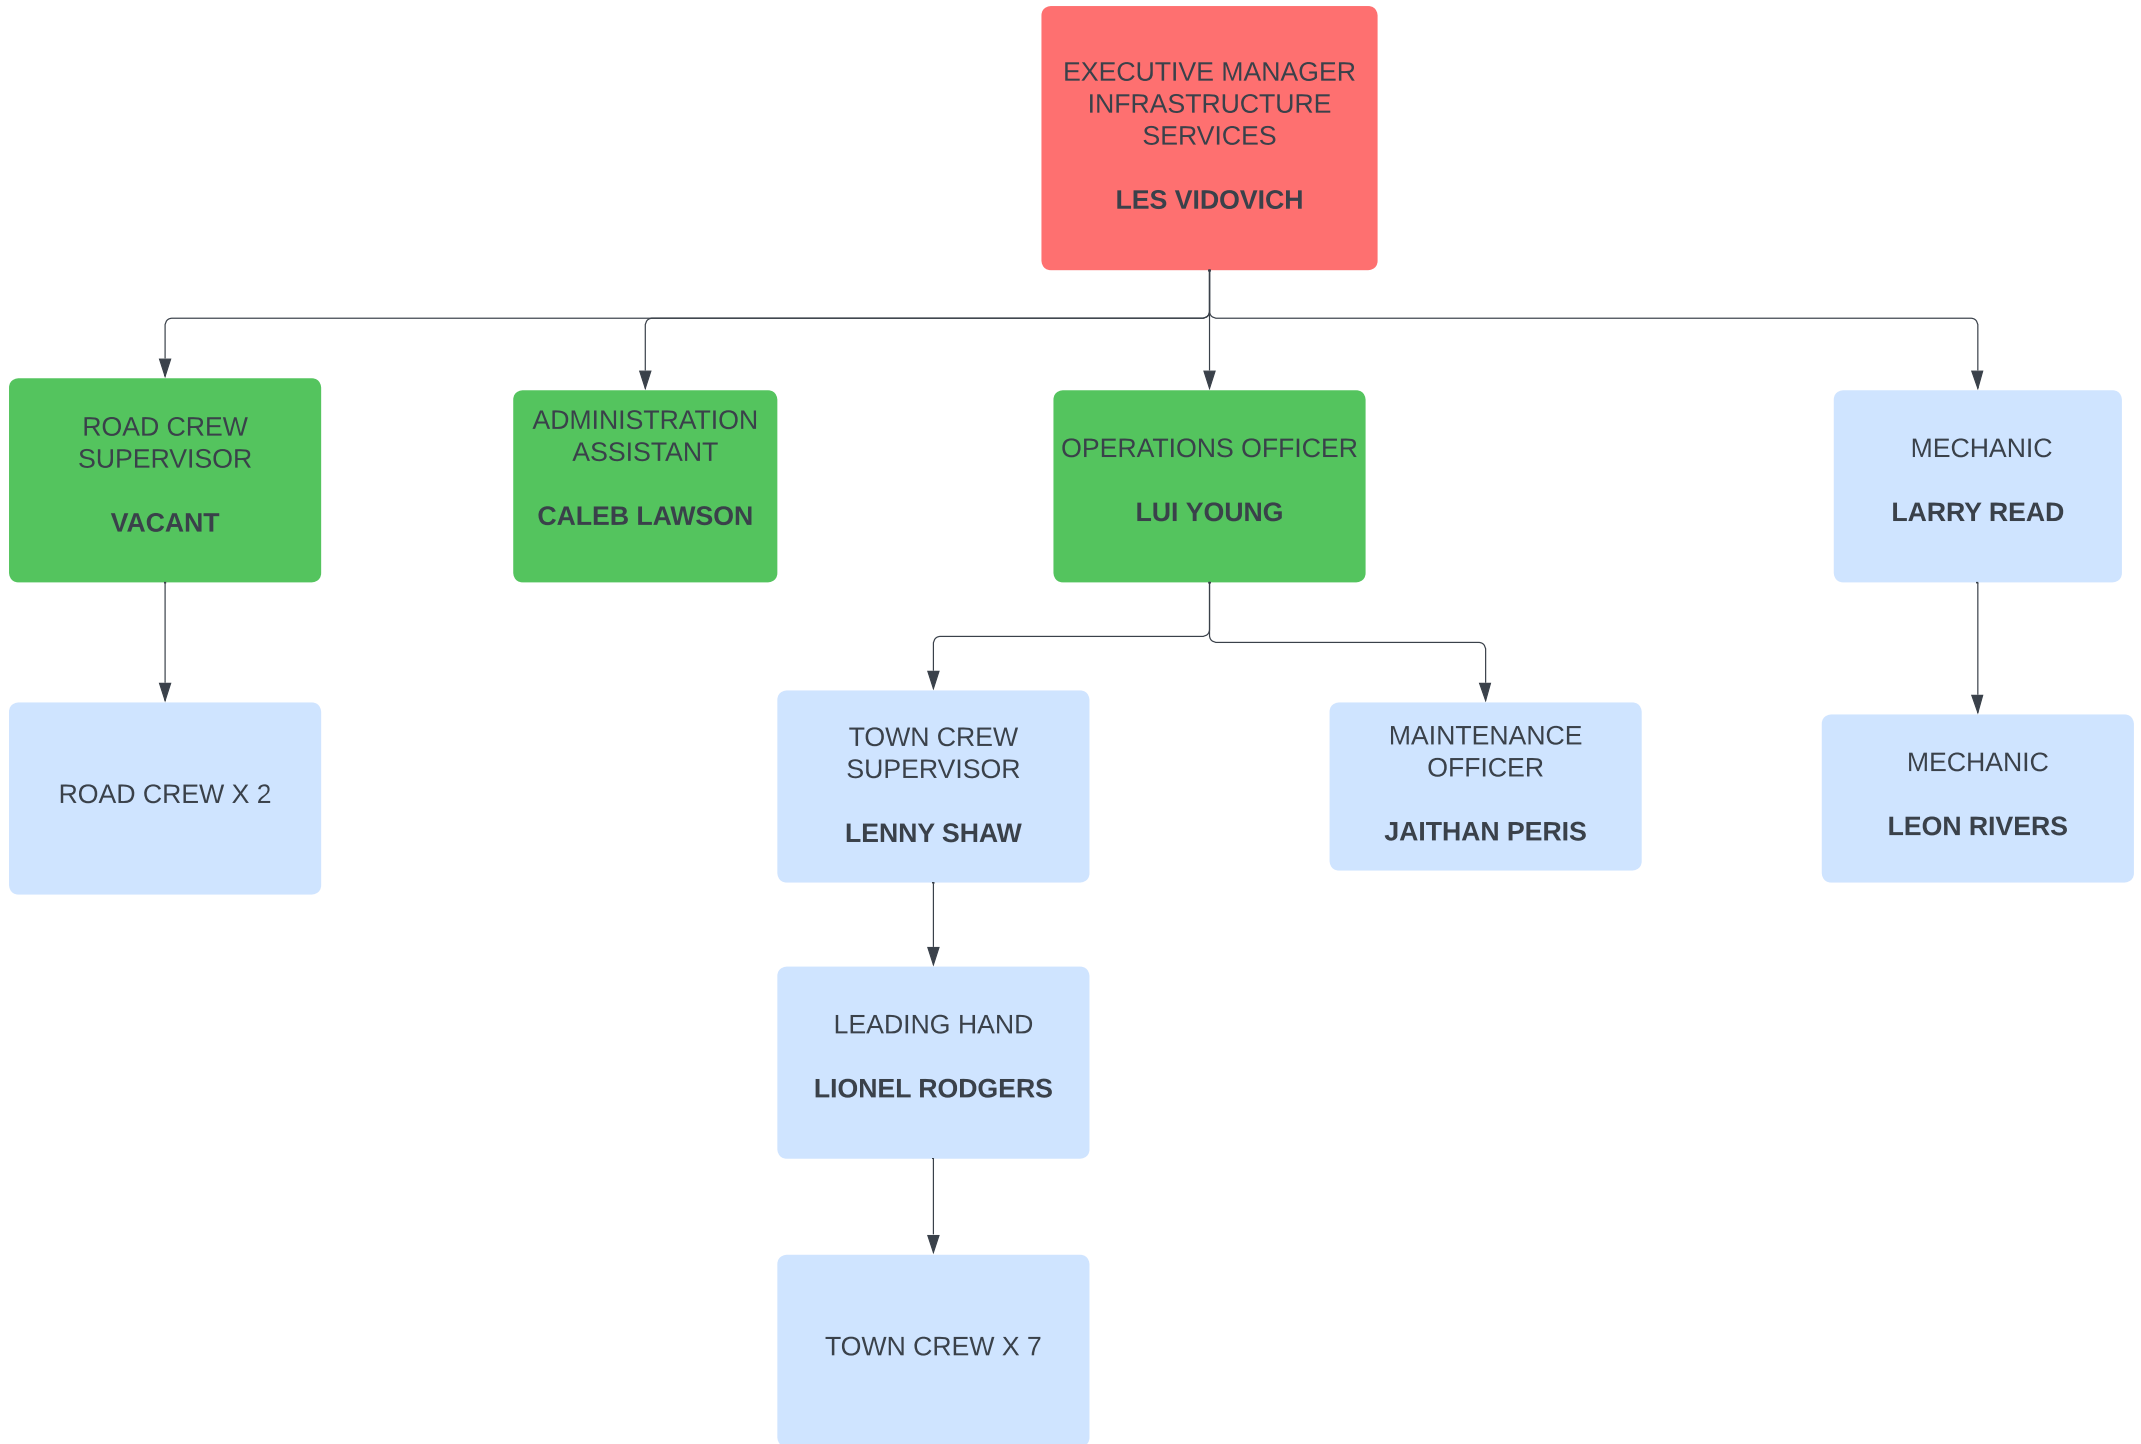 EXECUTIVE MANAGER
INFRASTRUCTURE
SERVICES
LES VIDOVICH
ROAD CREW
SUPERVISOR
VACANT
ADMINISTRATION
ASSISTANT
CALEB LAWSON
OPERATIONS OFFICER
LUI YOUNG
MECHANIC
LARRY READ
ROAD CREW X 2
TOWN CREW
SUPERVISOR
LENNY SHAW
MAINTENANCE
OFFICER
JAITHAN PERIS
MECHANIC
LEON RIVERS
LEADING HAND
LIONEL RODGERS
TOWN CREW X 7